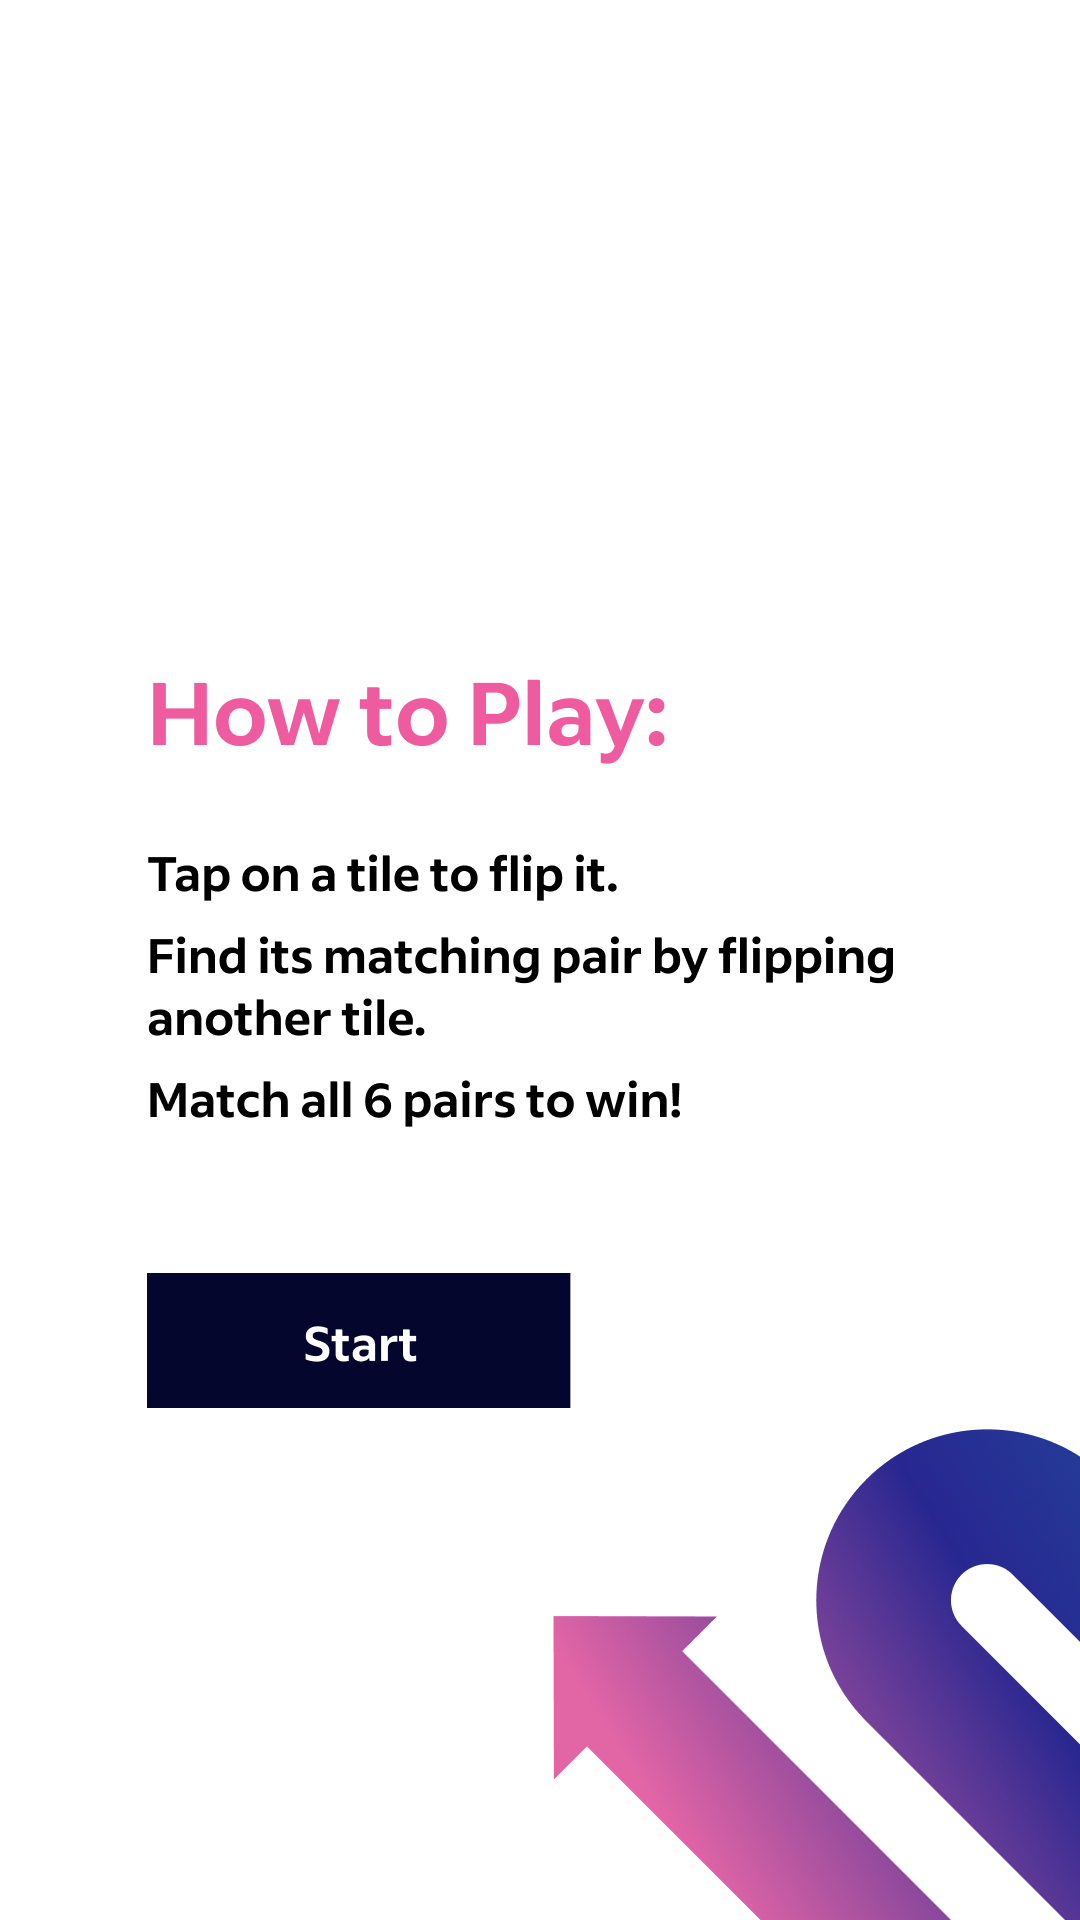 How to Play:
Tap on a tile to flip it.
Find its matching pair by flipping
another tile.
Match all 6 pairs to win!
Start